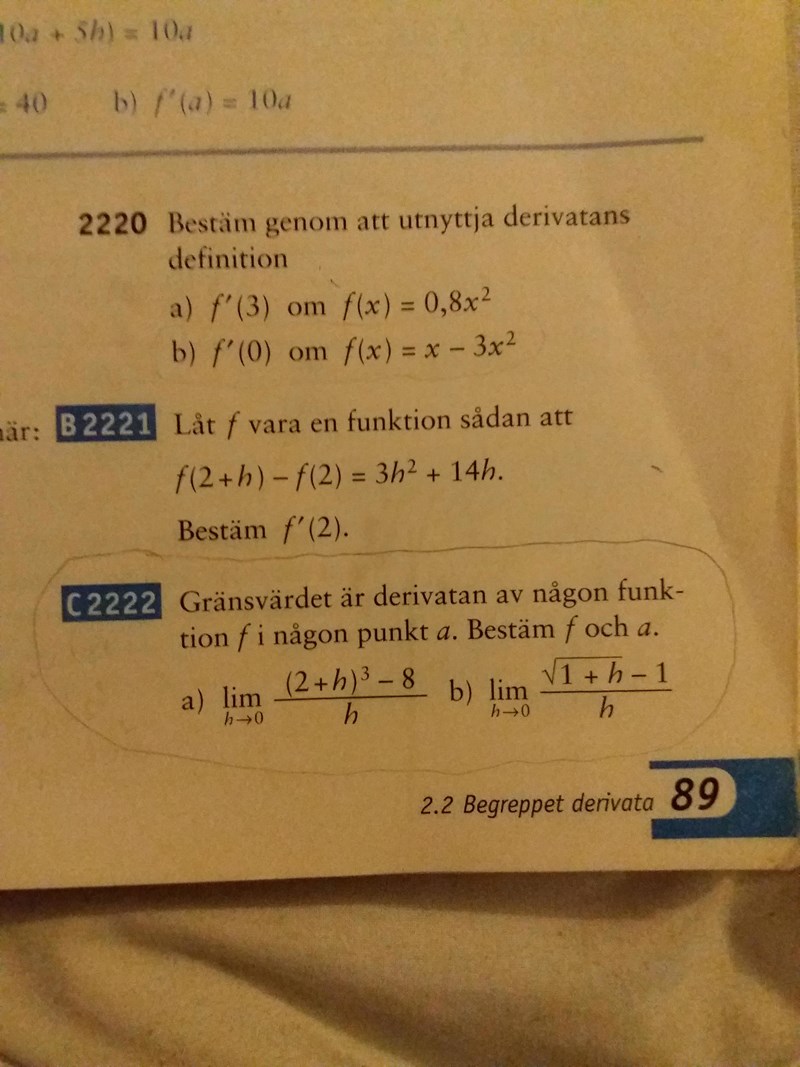 10a + 5h) = 10a
= 40 b) f′(a) = 10a
2220 Bestäm genom att utnyttja derivatans
definition
a) f′(3) om f(x) = 0,8x²
b) f′(0) om f(x) = x − 3x²
är: B 2221 Låt f vara en funktion sådan att
f(2+h) − f(2) = 3h² + 14h.
Bestäm f′(2).
C 2222 Gränsvärdet är derivatan av någon funk-
tion f i någon punkt a. Bestäm f och a.
a) lim h→0 (2+h)³ − 8 / h b) lim h→0 √1 + h − 1 / h
2.2 Begreppet derivata 89